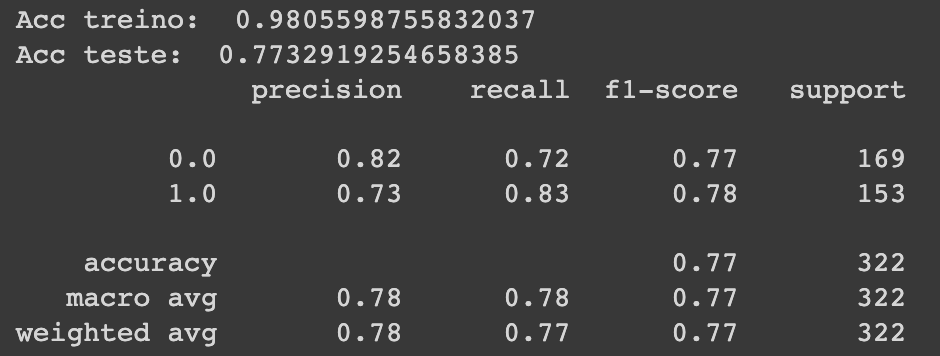 Acc treino:  0.9805598755832037
Acc teste:  0.7732919254658385
              precision    recall  f1-score   support

         0.0       0.82      0.72      0.77       169
         1.0       0.73      0.83      0.78       153

    accuracy                           0.77       322
   macro avg       0.78      0.78      0.77       322
weighted avg       0.78      0.77      0.77       322